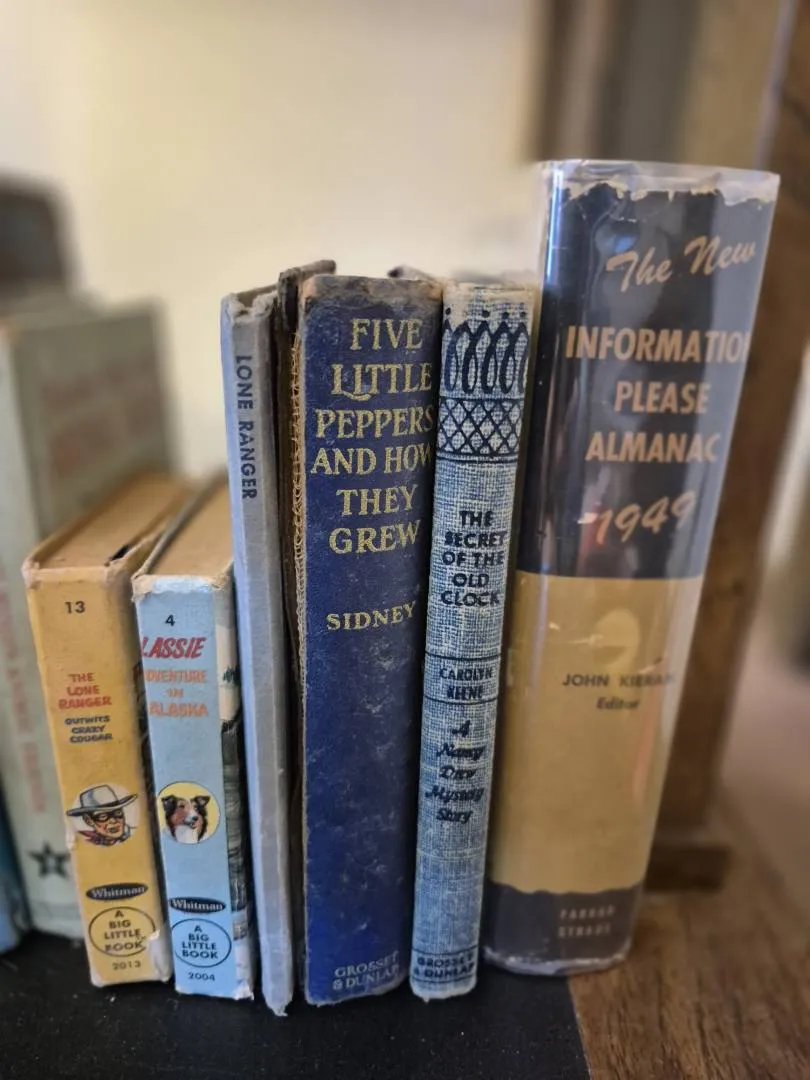 13
THE
LONE
RANGER
OUTWITS
CRAZY
COUGAR
Whitman
A
BIG
LITTLE
BOOK
2013
4
LASSIE
ADVENTURE
IN
ALASKA
Whitman
A
BIG
LITTLE
BOOK
2004
LONE RANGER
FIVE
LITTLE
PEPPERS
AND HOW
THEY
GREW
SIDNEY
GROSSET
& DUNLAP
THE
SECRET
OF THE
OLD
CLOCK
CAROLYN
KEENE
A
Nancy
Drew
Mystery
Story
GROSSET
& DUNLAP
The New
INFORMATION
PLEASE
ALMANAC
1949
JOHN KIERAN
Editor
FARRAR
STRAUS